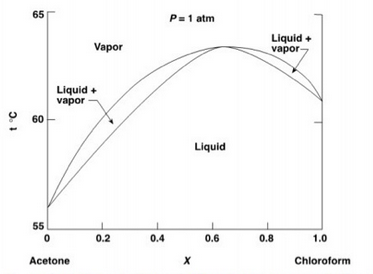 65
P = 1 atm
Vapor
Liquid +
vapor
Liquid +
vapor
60
t °C
Liquid
55
0 0.2 0.4 0.6 0.8 1.0
Acetone X Chloroform